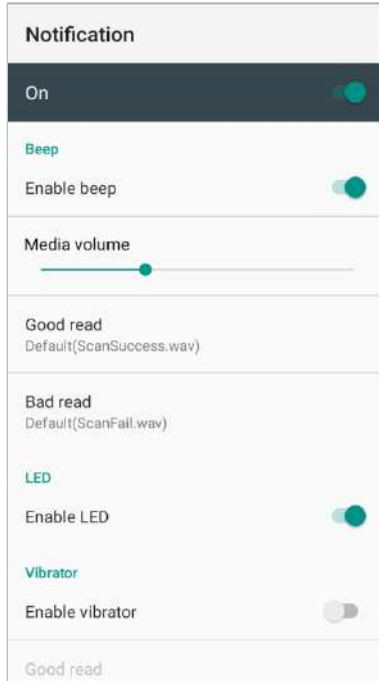 Notification
On
Beep
Enable beep
Media volume
Good read
Default(ScanSuccess.wav)
Bad read
Default(ScanFail.wav)
LED
Enable LED
Vibrator
Enable vibrator
Good read